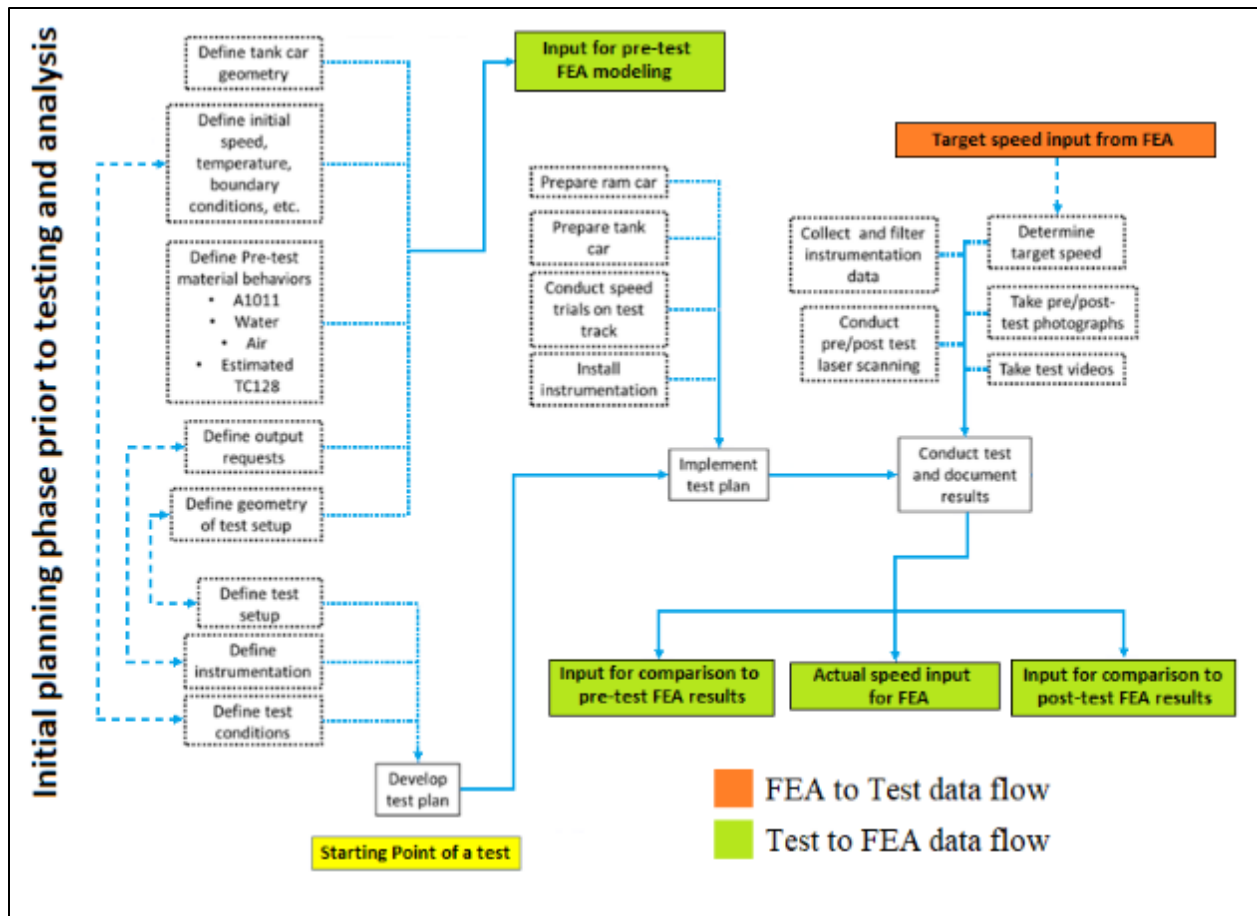 Initial planning phase prior to testing and analysis
Define tank car
geometry
Define initial
speed,
temperature,
boundary
conditions, etc.
Define Pre-test
material behaviors
• A1011
• Water
• Air
• Estimated
TC128
Define output
requests
Define geometry
of test setup
Define test
setup
Define
instrumentation
Define test
conditions
Develop
test plan
Starting Point of a test
Input for pre-test
FEA modeling
Prepare ram car
Prepare tank
car
Conduct speed
trials on test
track
Install
instrumentation
Implement
test plan
Target speed input from FEA
Collect and filter
instrumentation
data
Determine
target speed
Conduct
pre/post test
laser scanning
Take pre/post-
test photographs
Take test videos
Conduct test
and document
results
Input for comparison to
pre-test FEA results
Actual speed input
for FEA
Input for comparison to
post-test FEA results
FEA to Test data flow
Test to FEA data flow